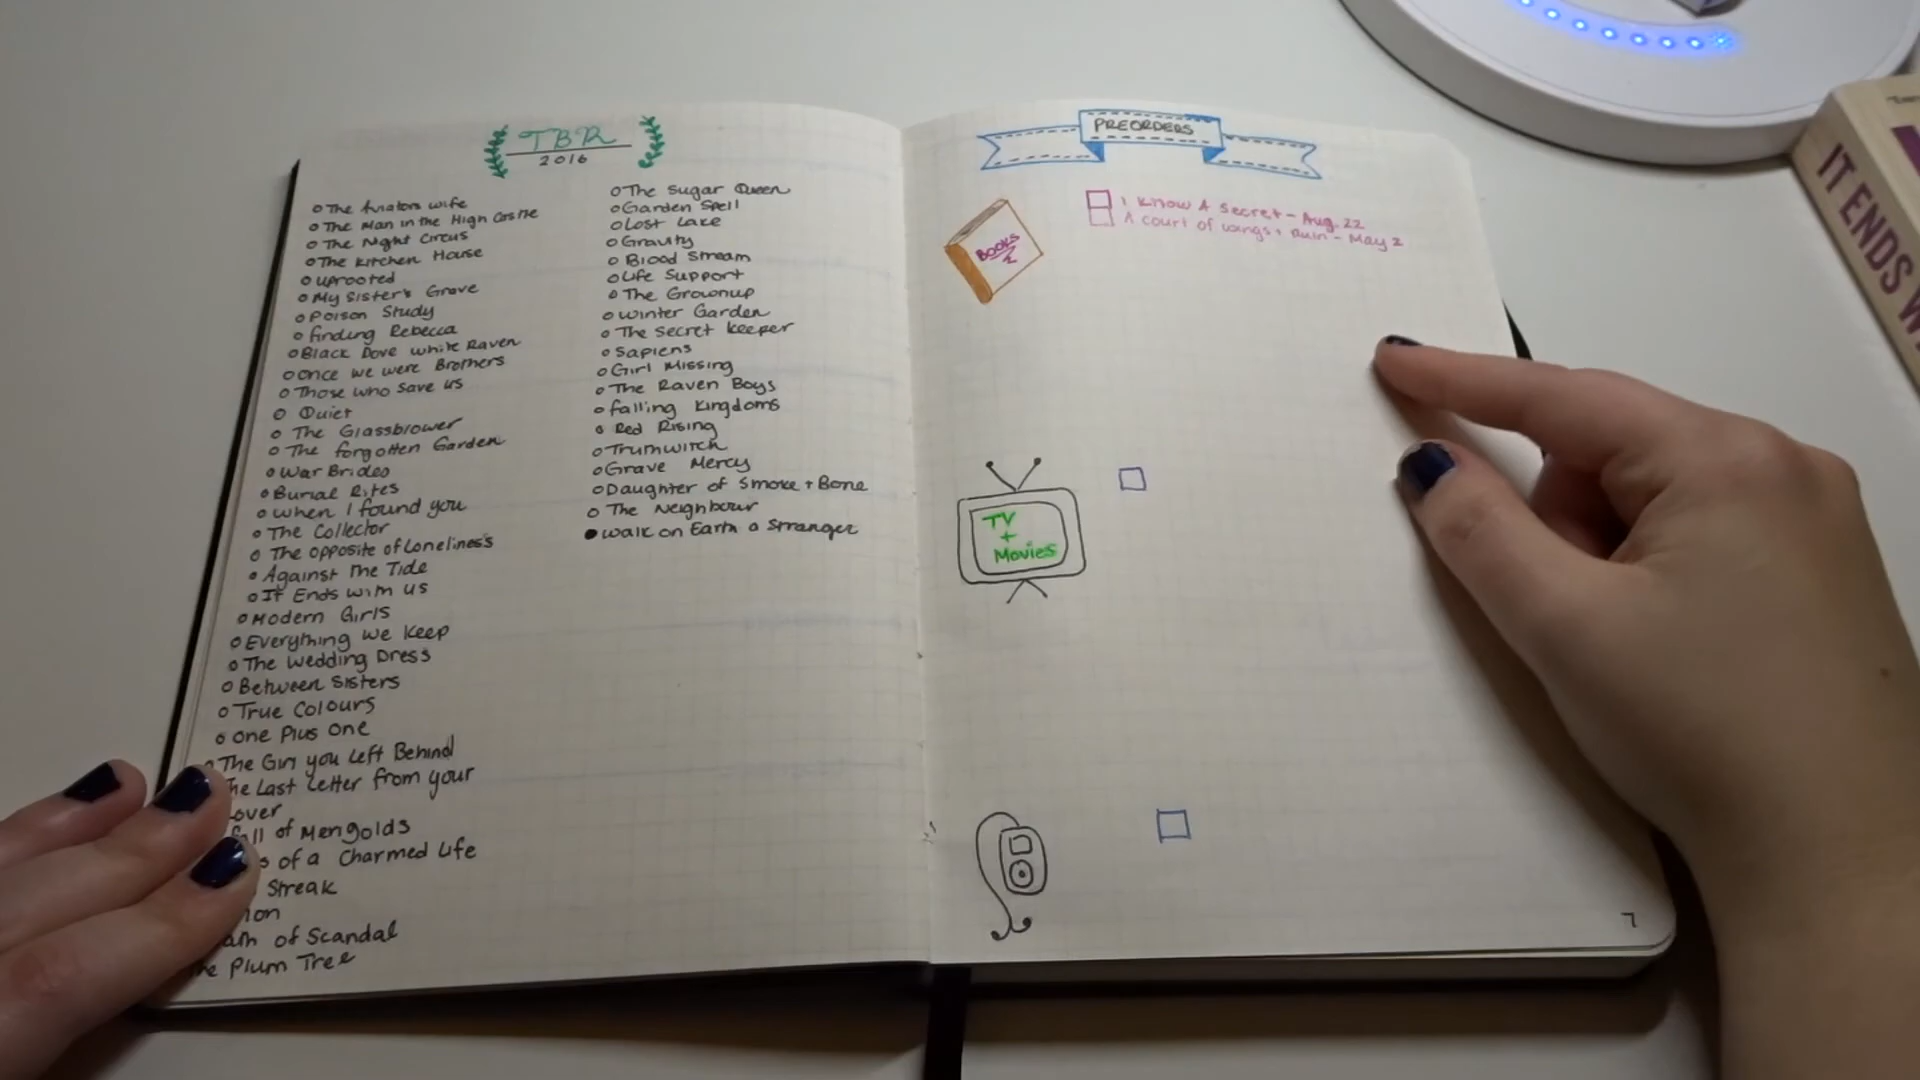 TBR
2016
The Aviators wife
The Man in the High Castle
The Night Circus
The Kitchen House
uprooted
My Sister's Grave
Poison Study
finding Rebecca
Black Dove white Raven
Once we were Brothers
Those who save us
Quiet
The Glassblower
The forgotten Garden
War Brides
Burial Rites
when I found you
The Collector
The opposite of Loneliness
Against The Tide
It Ends with us
Modern Girls
Everything we Keep
The Wedding Dress
Between Sisters
True Colours
One Plus One
The Girl you Left Behind
The Last Letter from your
Lover
fall of Marigolds
of a Charmed Life
Streak
of Scandal
The Plum Tree
The Sugar Queen
Garden Spell
Lost Lake
Gravity
Blood Stream
Life Support
The Grownup
Winter Garden
The Secret Keeper
Sapiens
Girl Missing
The Raven Boys
falling Kingdoms
Red Rising
Truthwitch
Grave Mercy
Daughter of Smoke + Bone
The Neighbour
Walk on Earth a Stranger
PREORDERS
BOOKS
I Know A Secret - Aug. 22
A court of wings + Ruin - May 2
TV
+
Movies
7
IT ENDS W